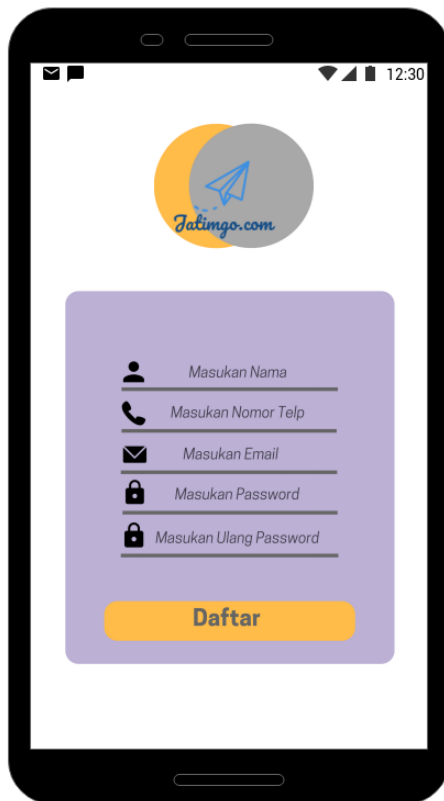 12:30
Jatimgo.com
Masukan Nama
Masukan Nomor Telp
Masukan Email
Masukan Password
Masukan Ulang Password
Daftar